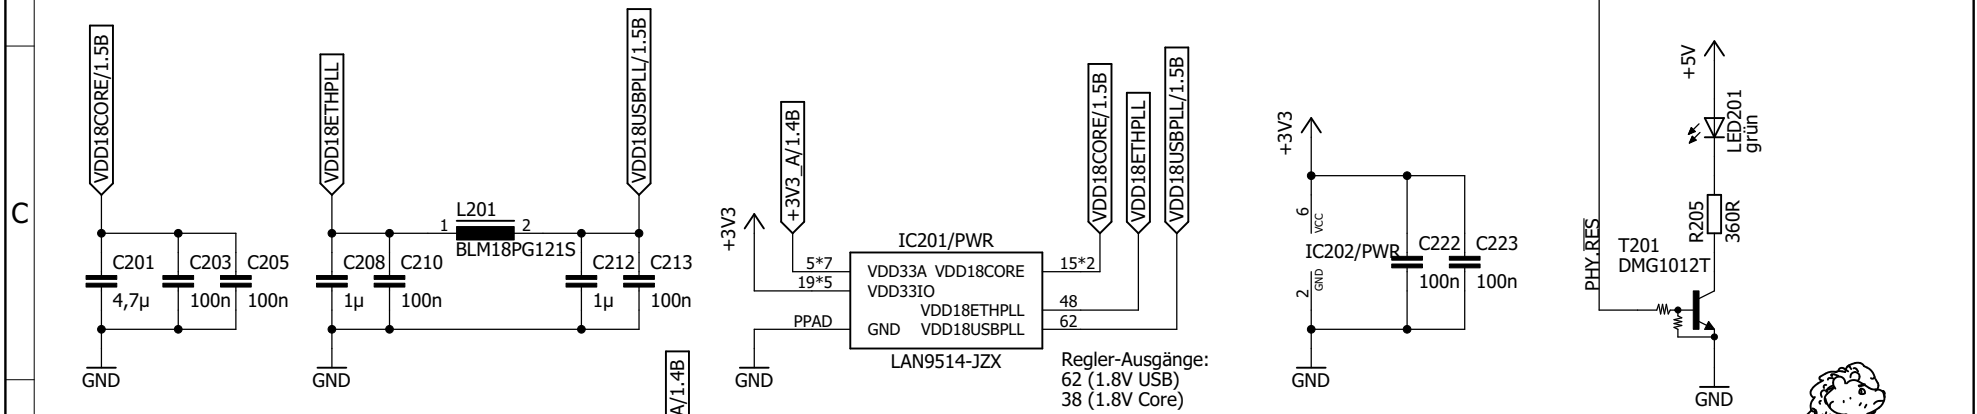 C
VDD18CORE/1.5B
C201
4,7µ
C203
100n
C205
100n
GND
VDD18ETHPLL
VDD18USBPLL/1.5B
L201
1
2
BLM18PG121S
C208
1µ
C210
100n
C212
1µ
C213
100n
GND
A/1.4B
+3V3
+3V3_A/1.4B
VDD18CORE/1.5B
VDD18ETHPLL
VDD18USBPLL/1.5B
IC201/PWR
5*7
VDD33A
VDD18CORE
15*2
19*5
VDD33IO
VDD18ETHPLL
48
PPAD
GND
VDD18USBPLL
62
LAN9514-JZX
GND
Regler-Ausgänge:
62 (1.8V USB)
38 (1.8V Core)
+3V3
6
VCC
IC202/PWR
2
GND
C222
100n
C223
100n
GND
+5V
LED201
grün
R205
360R
PHY.RES
T201
DMG1012T
GND